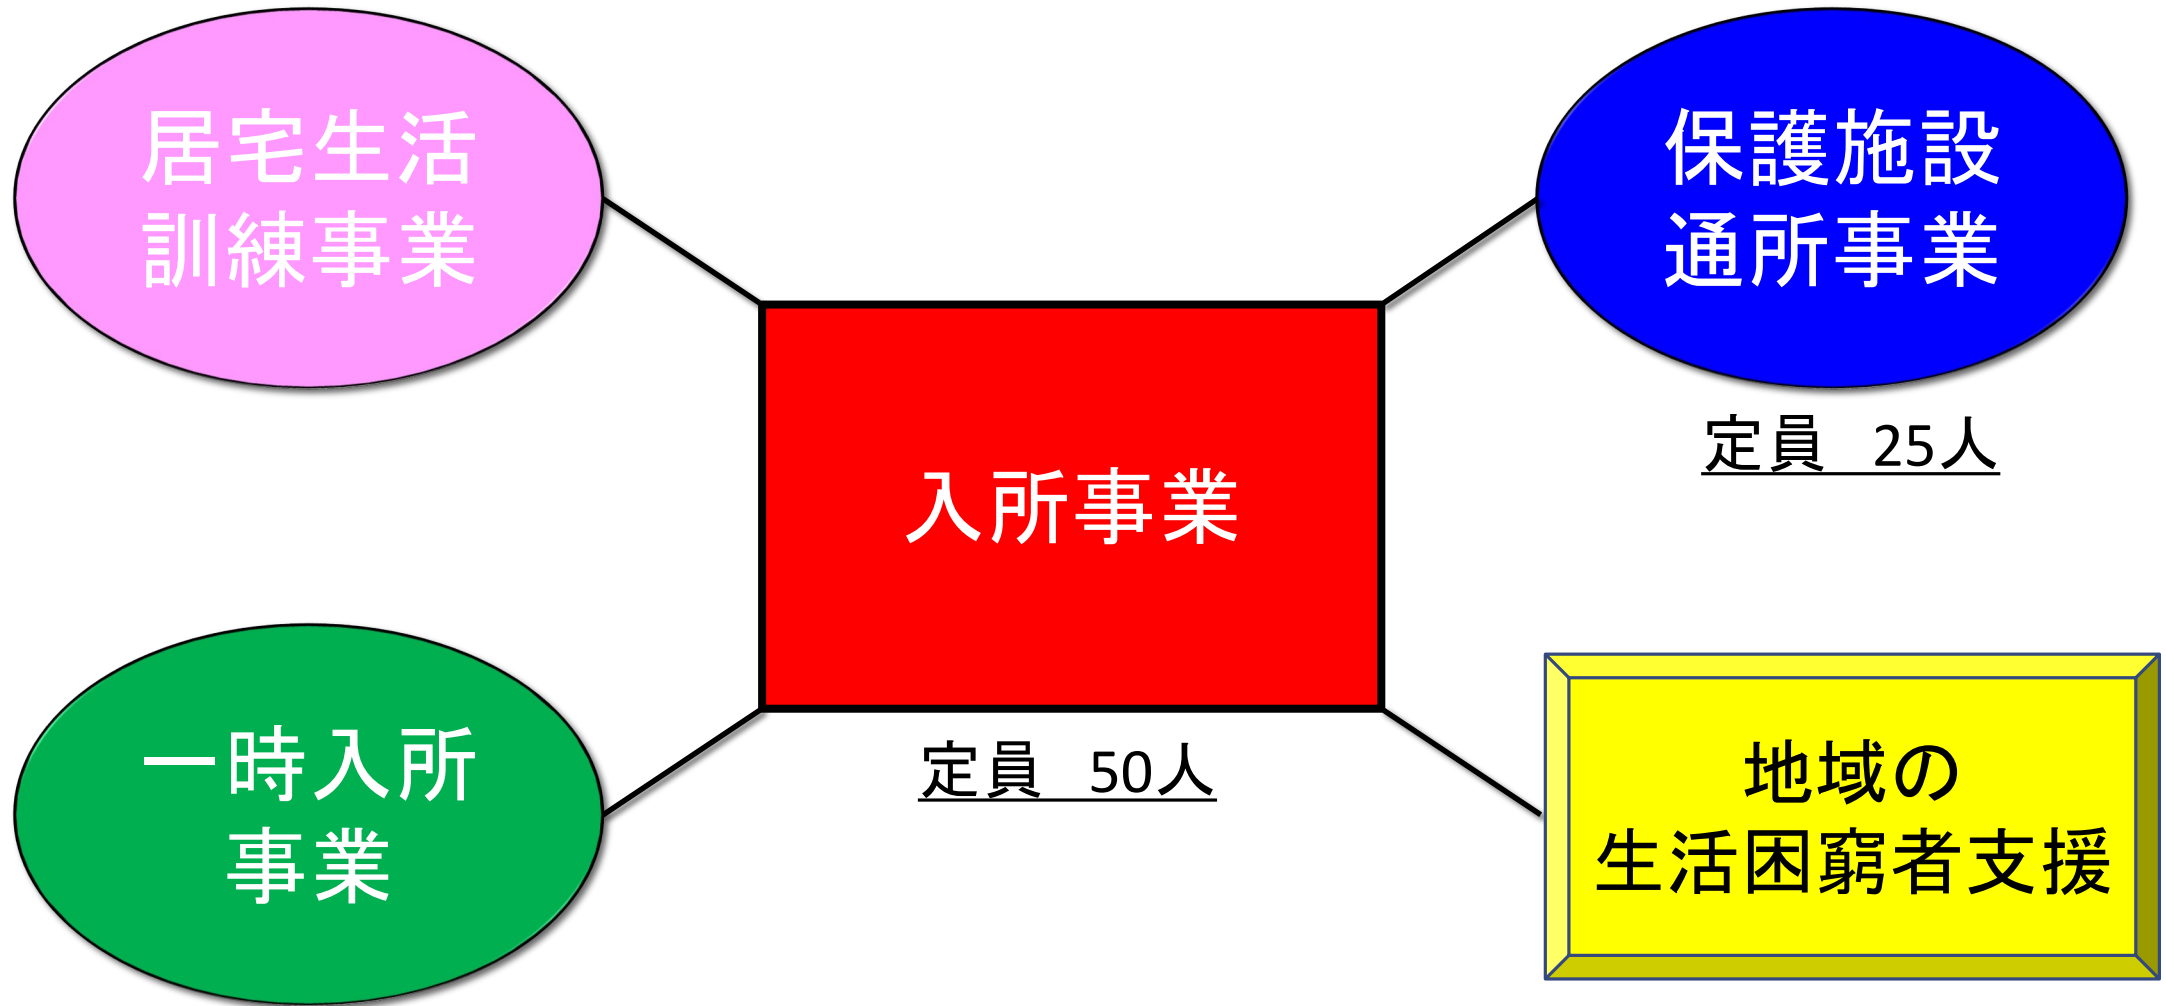 居宅生活
訓練事業
保護施設
通所事業
定員　25人
入所事業
定員　50人
一時入所
事業
地域の
生活困窮者支援